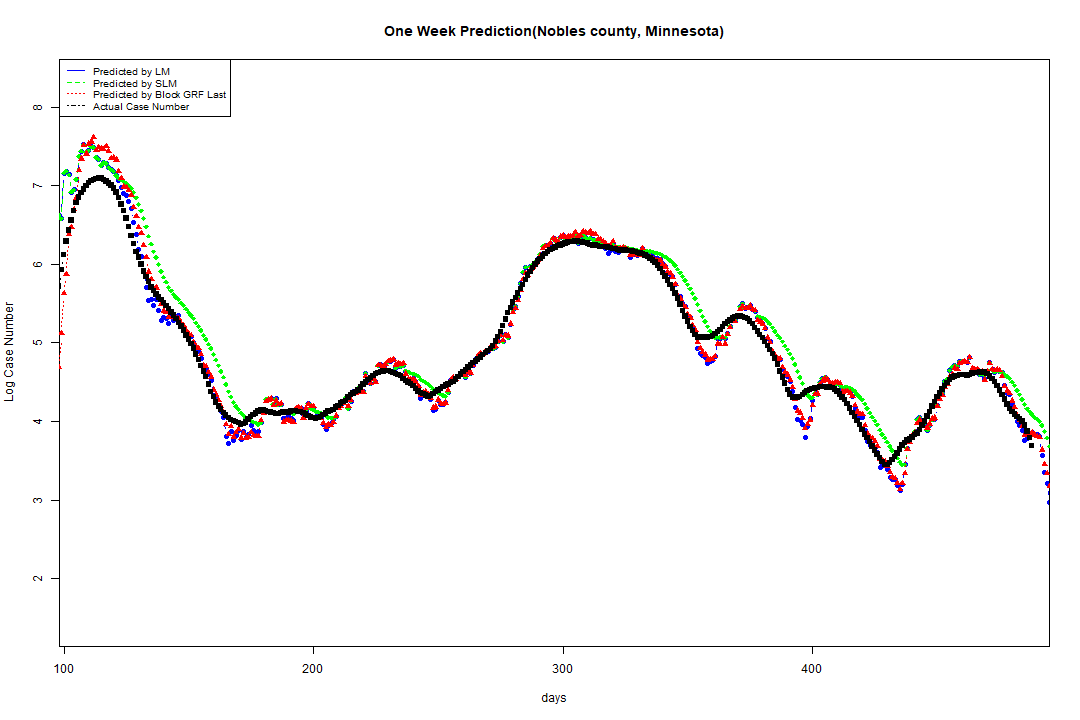 One Week Prediction(Nobles county, Minnesota)
Predicted by LM
Predicted by SLM
Predicted by Block GRF Last
Actual Case Number
8
7
6
5
4
3
2
Log Case Number
100 200 300 400
days